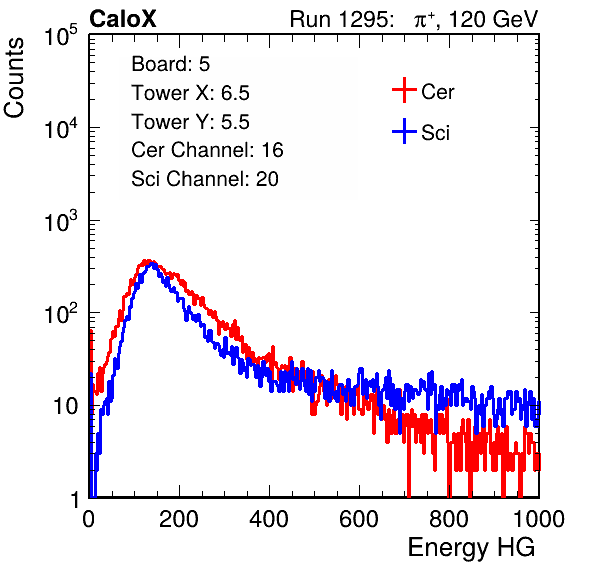 CaloX Run 1295: π⁺, 120 GeV
Counts
Board: 5
Tower X: 6.5
Tower Y: 5.5
Cer Channel: 16
Sci Channel: 20
Cer
Sci
10⁵
10⁴
10³
10²
10
1
0 200 400 600 800 1000
Energy HG